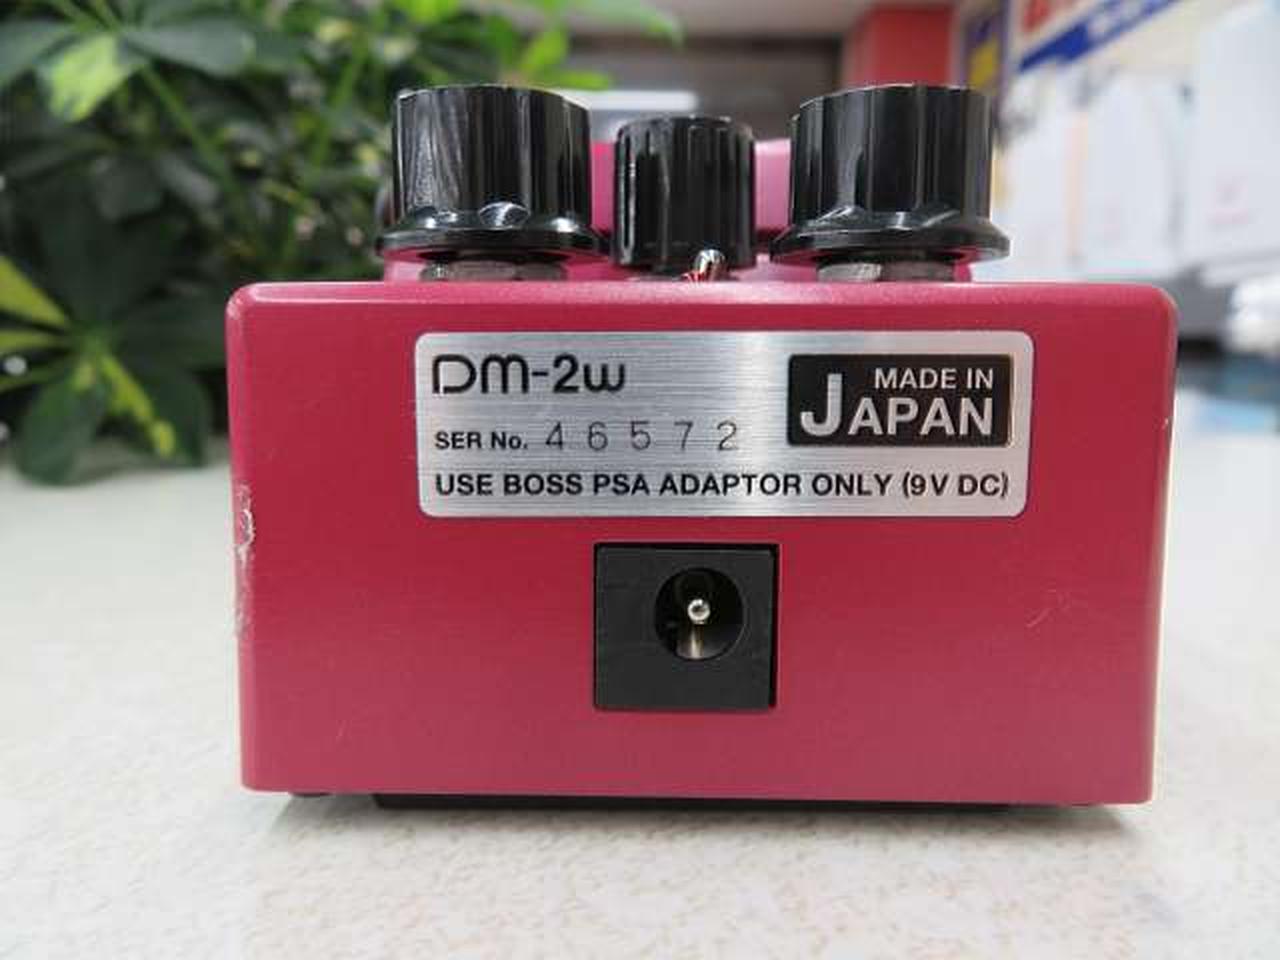 DM-2w
MADE IN
JAPAN
SER No. 46572
USE BOSS PSA ADAPTOR ONLY (9V DC)